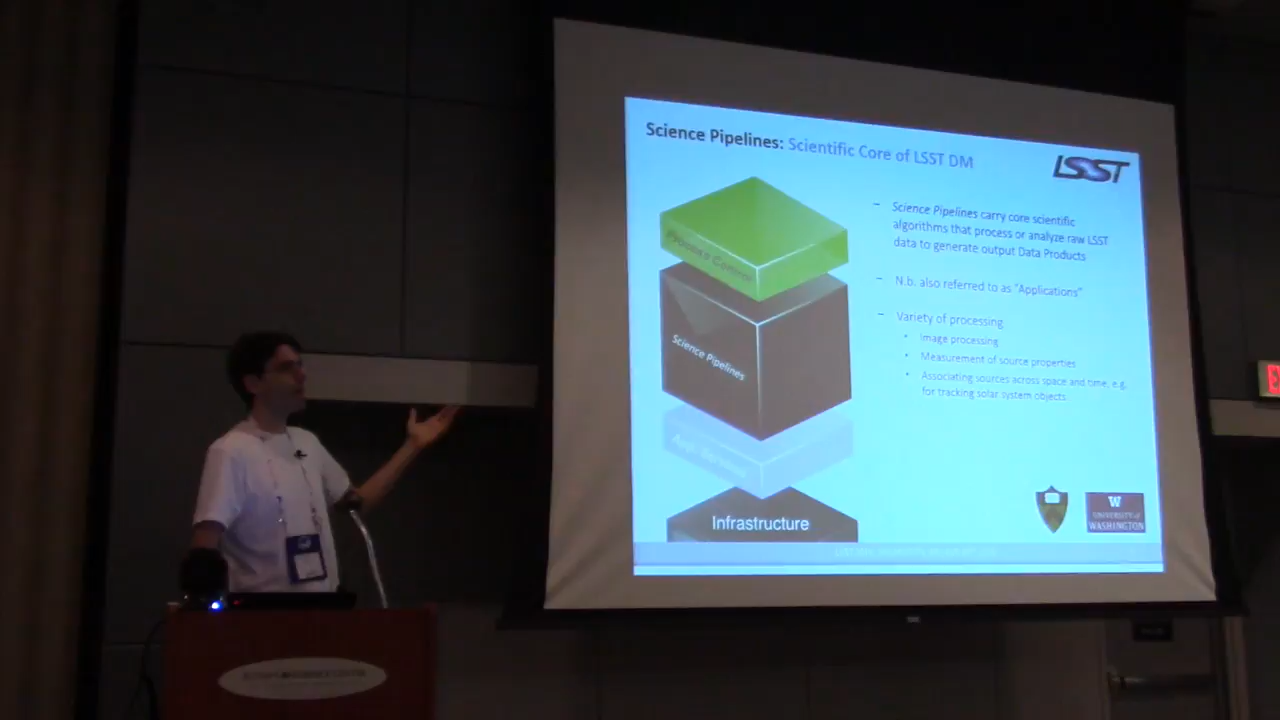 Science Pipelines: Scientific Core of LSST DM
LSST
Process Control
Science Pipelines
Infrastructure
– Science Pipelines carry core scientific
algorithms that process or analyze raw LSST
data to generate output Data Products
– N.b. also referred to as "Applications"
– Variety of processing
• Image processing
• Measurement of source properties
• Associating sources across space and time, e.g.
for tracking solar system objects
W
UNIVERSITY of
WASHINGTON